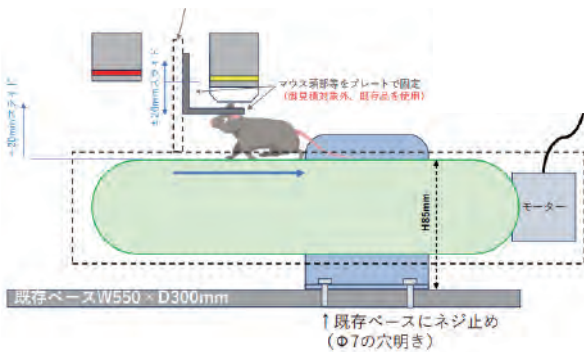 マウス頭部等をプレートで固定
(御見積対象外、既存品を使用)
±20mmスライド
±20mmスライド
H85mm
モーター
既存ベースW550×D300mm
↑既存ベースにネジ止め
(Φ7の穴明き)